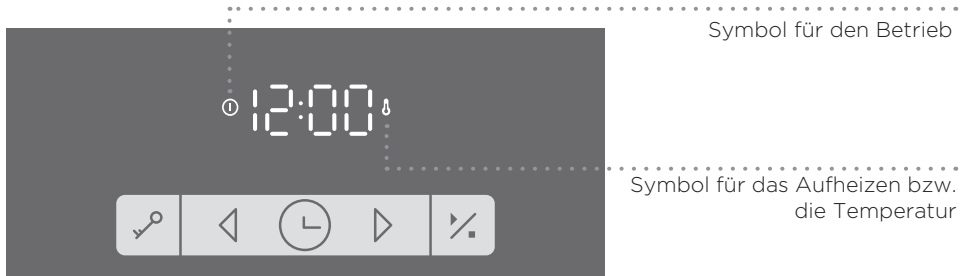 Symbol für den Betrieb
12:00
Symbol für das Aufheizen bzw.
die Temperatur